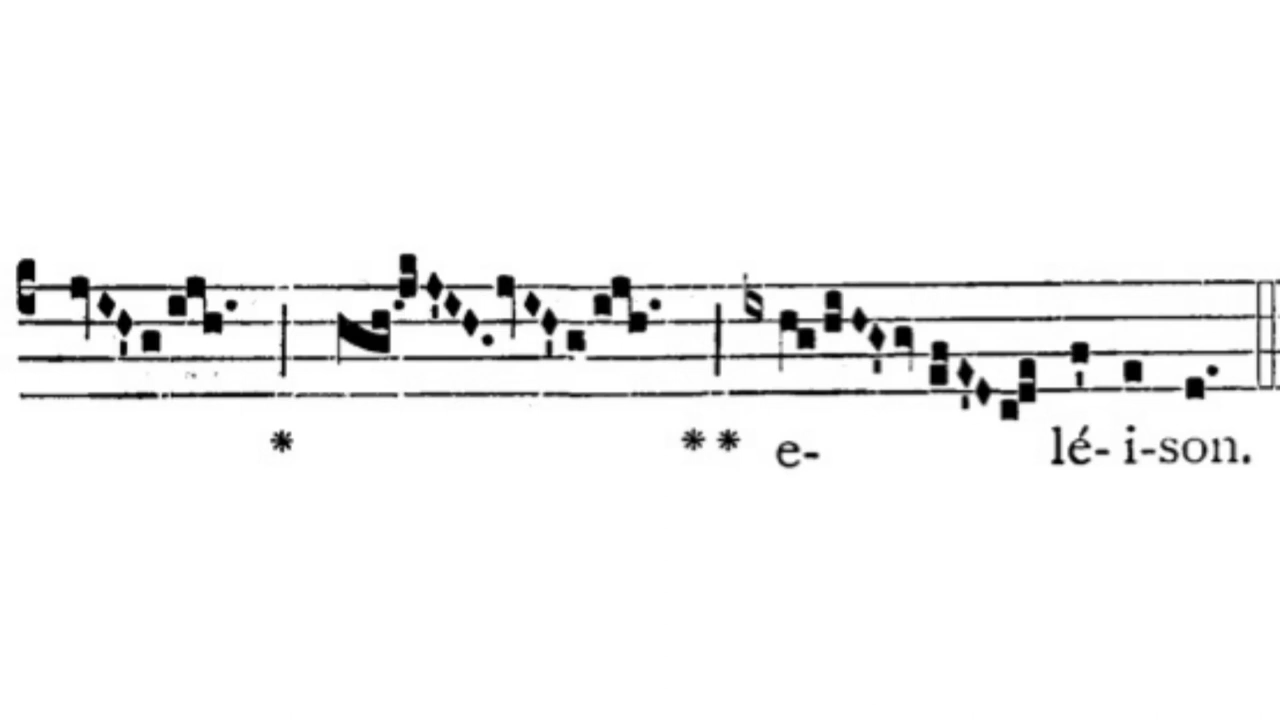 * ** e- lé- i-son.